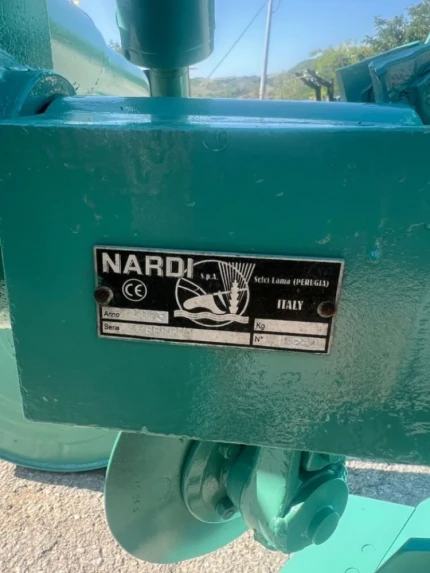 NARDI S.p.A.
Selci Lama (PERUGIA)
CE
ITALY
Anno
Kg
Serie
N°